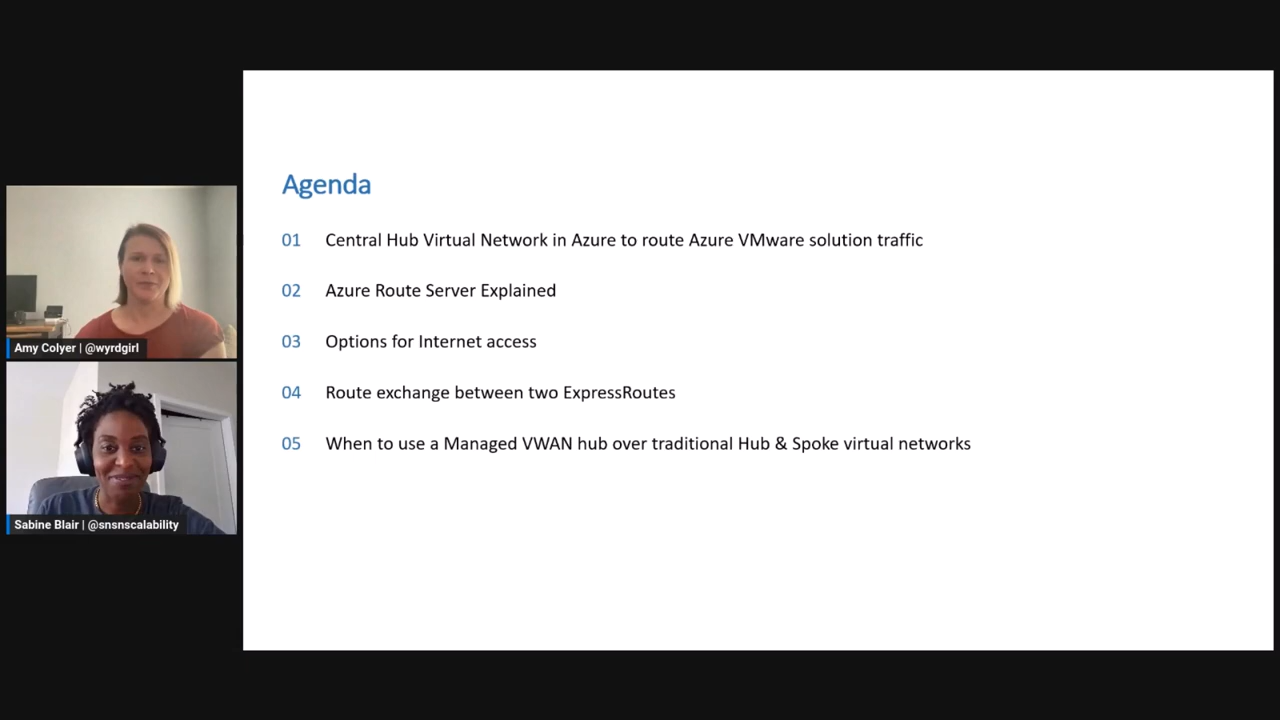 Agenda
01 Central Hub Virtual Network in Azure to route Azure VMware solution traffic
02 Azure Route Server Explained
03 Options for Internet access
04 Route exchange between two ExpressRoutes
05 When to use a Managed VWAN hub over traditional Hub & Spoke virtual networks
Amy Colyer | @wyrdgirl
Sabine Blair | @snsnscalability